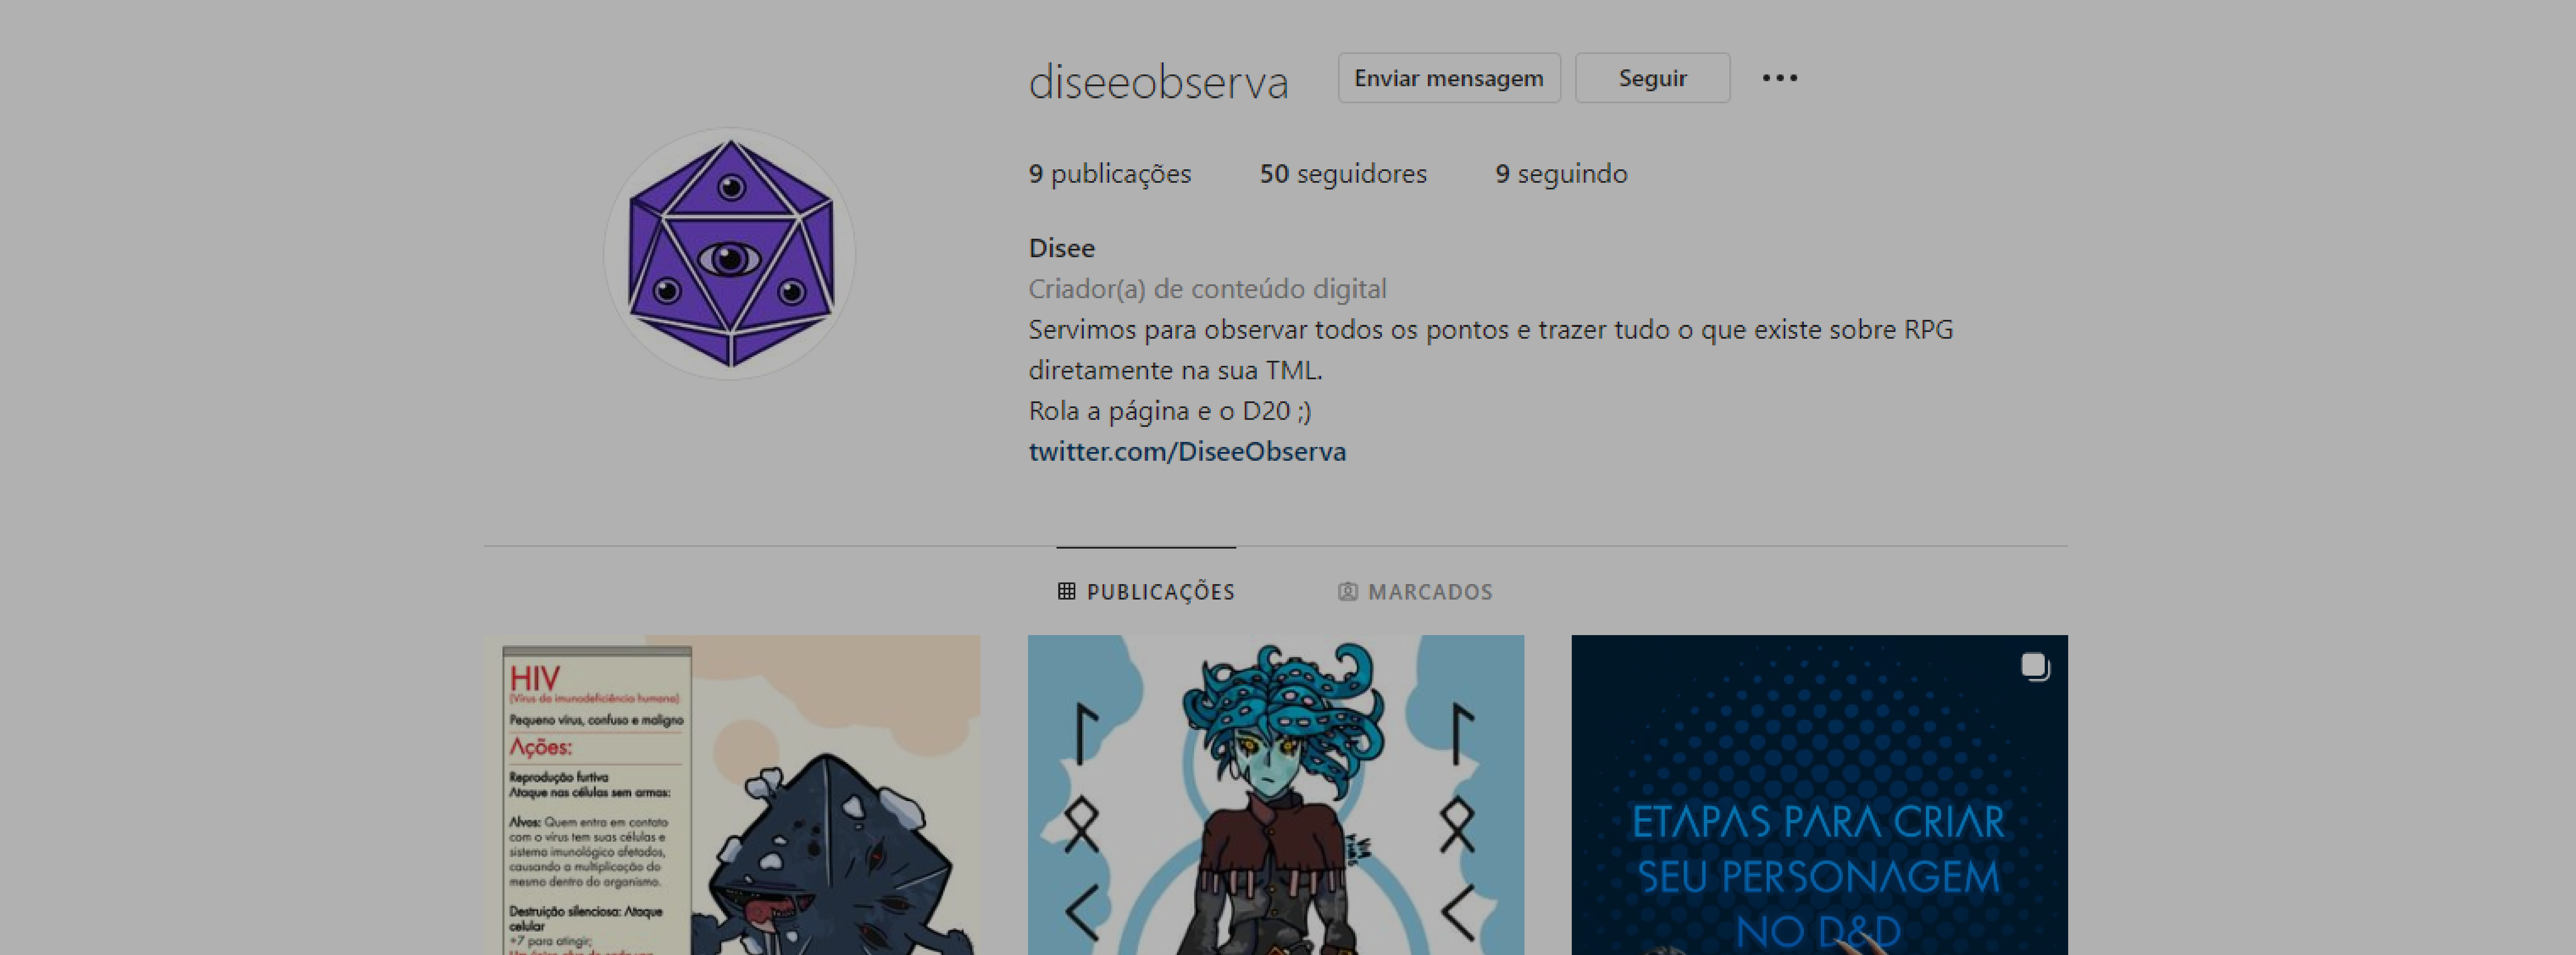 diseeobserva
Enviar mensagem
Seguir
9 publicações
50 seguidores
9 seguindo
Disee
Criador(a) de conteúdo digital
Servimos para observar todos os pontos e trazer tudo o que existe sobre RPG
diretamente na sua TML.
Rola a página e o D20 ;)
twitter.com/DiseeObserva
PUBLICAÇÕES
MARCADOS
HIV
(Vírus da imunodeficiência humana)
Pequeno vírus, confuso e maligno
Ações:
Reprodução furtiva
Ataque nas células sem armas:
Alvos: Quem entra em contato
com o vírus tem suas células e
sistema imunológico afetados,
causando a multiplicação do
mesmo dentro do organismo.
Destruição silenciosa: Ataque
celular
+7 para atingir;
ᛚ
ᛟ
ᚲ
ᛚ
ᛟ
ᚲ
ETAPAS PARA CRIAR
SEU PERSONAGEM
NO D&D